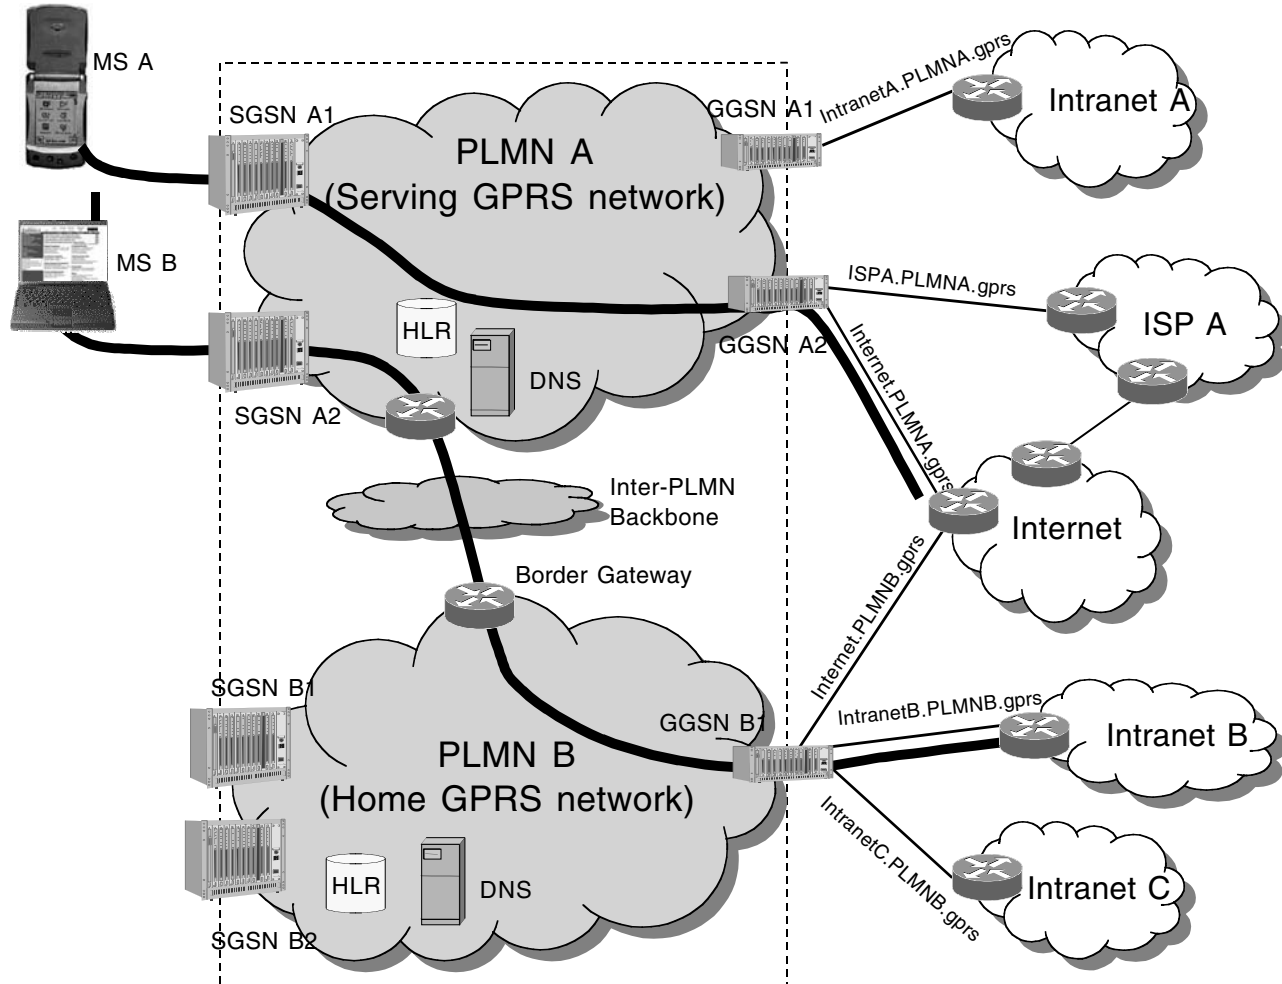 MS A
SGSN A1
GGSN A1
IntranetA.PLMNA.gprs
Intranet A
PLMN A
(Serving GPRS network)
MS B
ISPA.PLMNA.gprs
ISP A
HLR
DNS
GGSN A2
Internet.PLMNA.gprs
SGSN A2
Inter-PLMN
Backbone
Internet
Border Gateway
Internet.PLMNB.gprs
SGSN B1
GGSN B1
IntranetB.PLMNB.gprs
Intranet B
PLMN B
(Home GPRS network)
IntranetC.PLMNB.gprs
Intranet C
HLR
DNS
SGSN B2